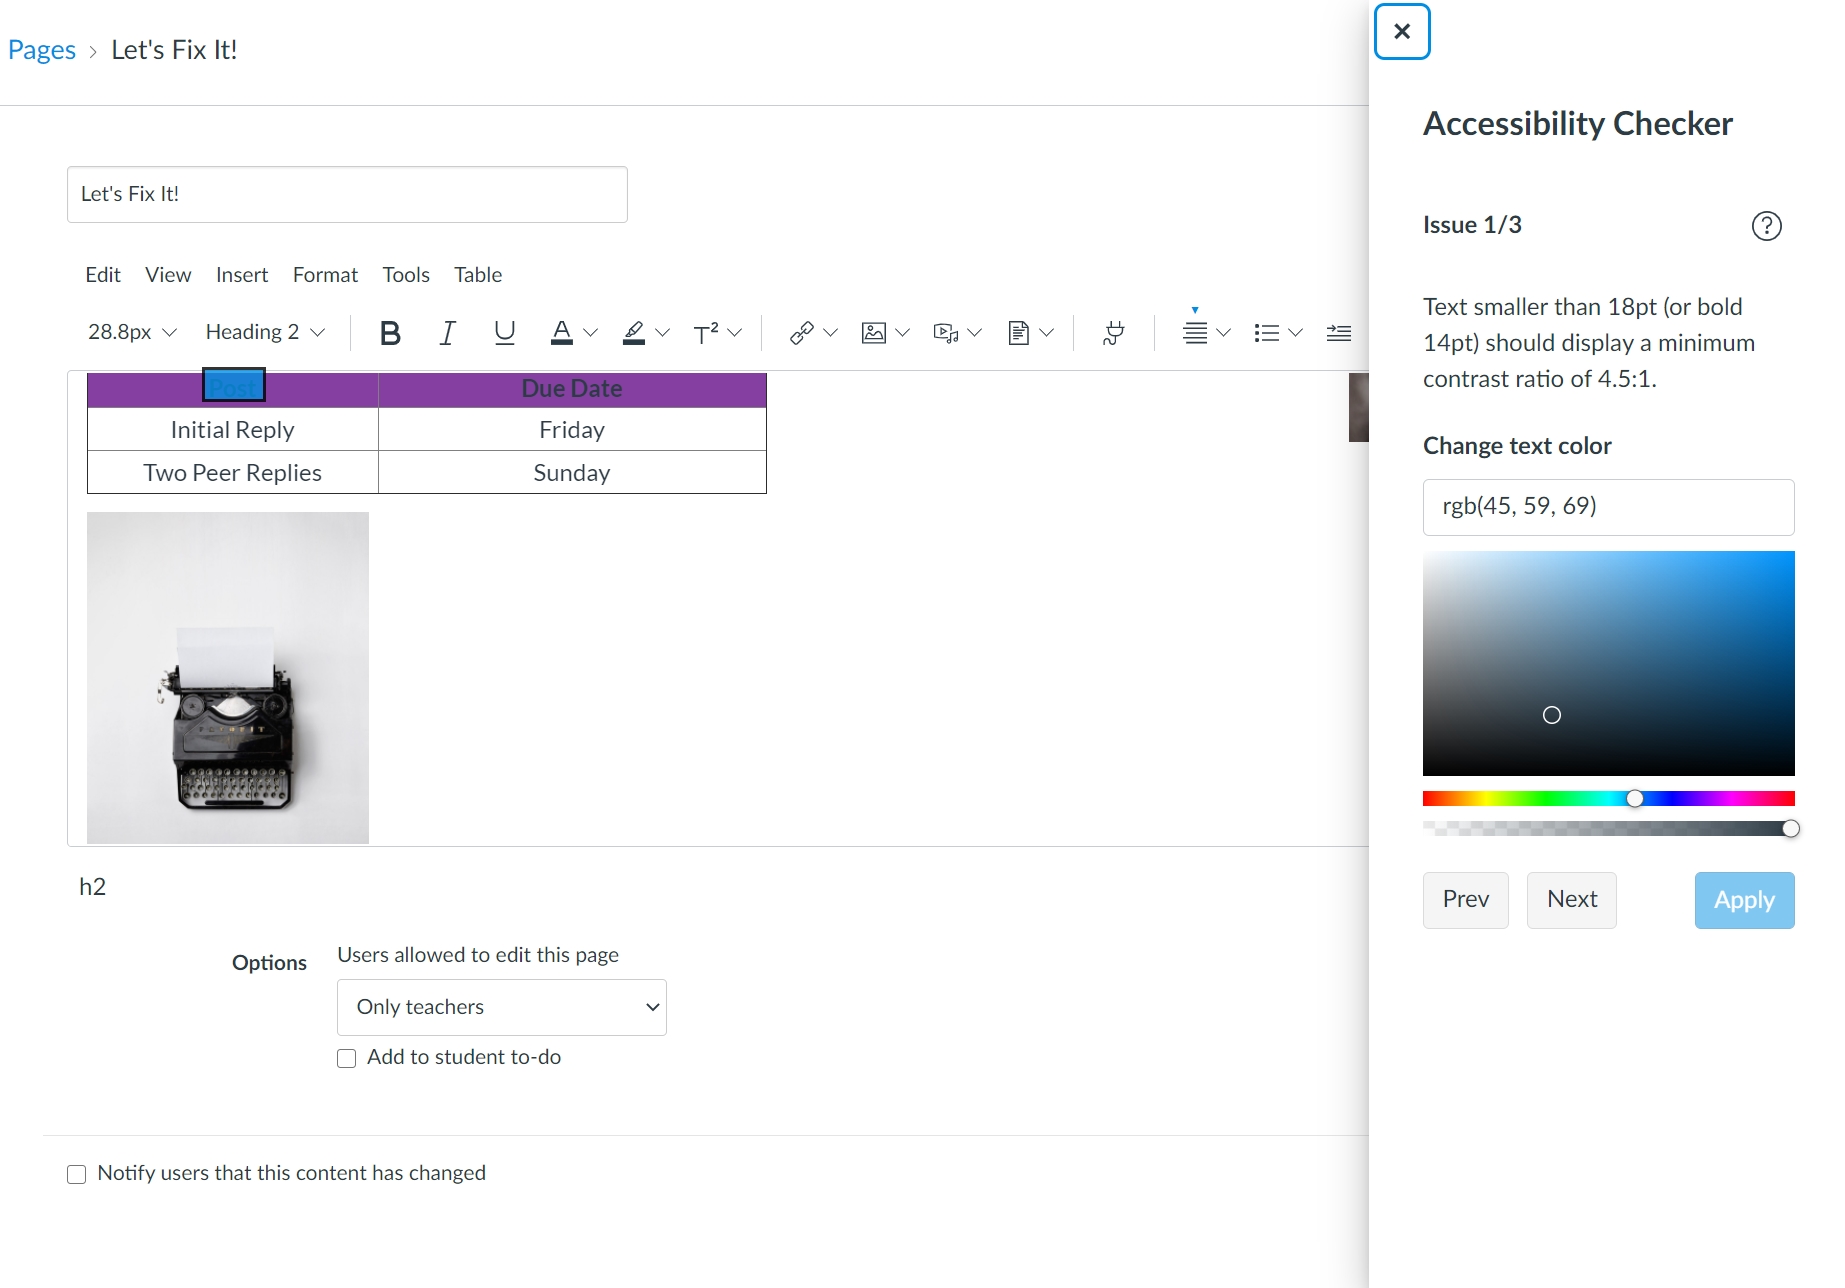 Pages > Let's Fix It!
Let's Fix It!
Edit View Insert Format Tools Table
28.8px Heading 2 B I U A T²
Post Due Date
Initial Reply Friday
Two Peer Replies Sunday
h2
Options
Users allowed to edit this page
Only teachers
Add to student to-do
Notify users that this content has changed
Accessibility Checker
Issue 1/3
?
Text smaller than 18pt (or bold
14pt) should display a minimum
contrast ratio of 4.5:1.
Change text color
rgb(45, 59, 69)
Prev Next Apply